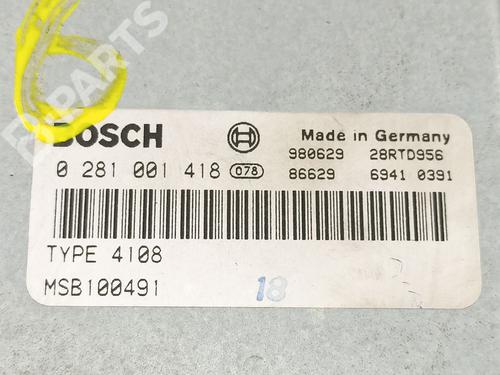 6
BOSCH
Made in Germany
0 281 001 418 078
980629 28RTD956
86629 6941 0391
TYPE 4108
MSB100491
18
B-PARTS